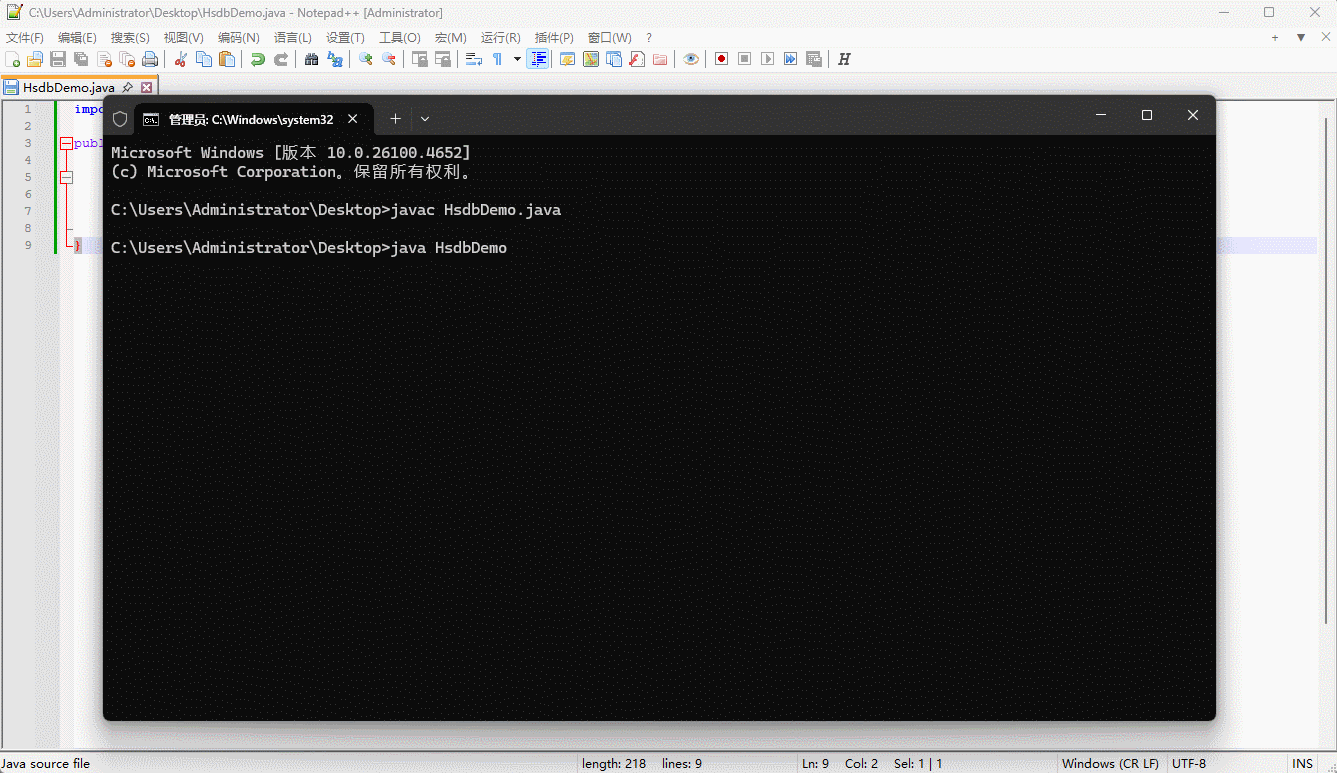 C:\Users\Administrator\Desktop\HsdbDemo.java - Notepad++ [Administrator]
文件(F) 编辑(E) 搜索(S) 视图(V) 编码(N) 语言(L) 设置(T) 工具(O) 宏(M) 运行(R) 插件(P) 窗口(W) ?
HsdbDemo.java
1 impo
2
3 publ
4
5
6
7
8
9 }
管理员: C:\Windows\system32
Microsoft Windows [版本 10.0.26100.4652]
(c) Microsoft Corporation。保留所有权利。
C:\Users\Administrator\Desktop>javac HsdbDemo.java
C:\Users\Administrator\Desktop>java HsdbDemo
Java source file length: 218 lines: 9 Ln: 9 Col: 2 Sel: 1 | 1 Windows (CR LF) UTF-8 INS